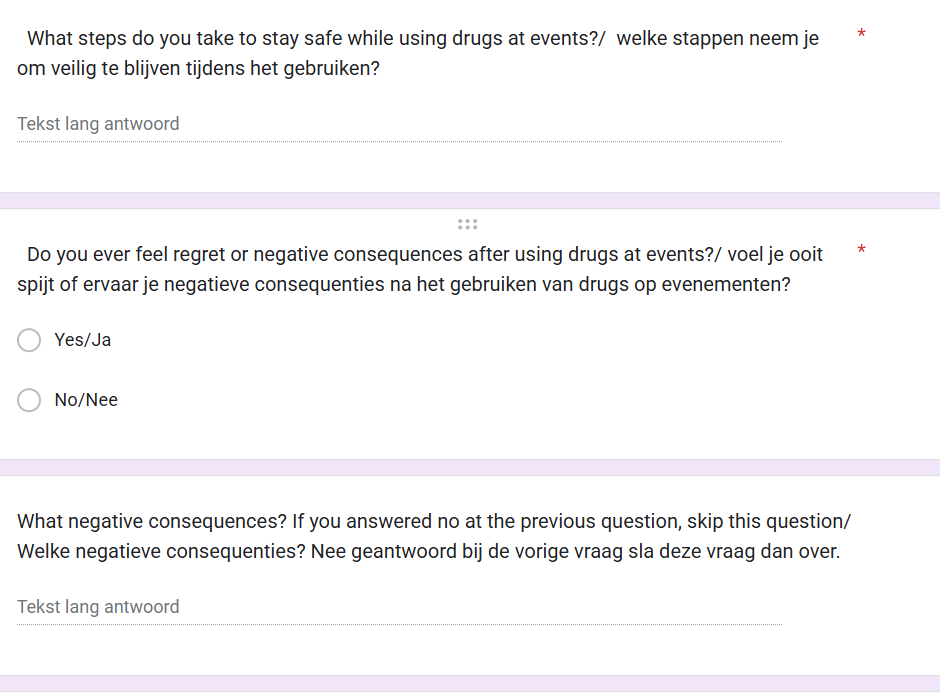 What steps do you take to stay safe while using drugs at events?/ welke stappen neem je *
om veilig te blijven tijdens het gebruiken?
Tekst lang antwoord
Do you ever feel regret or negative consequences after using drugs at events?/ voel je ooit *
spijt of ervaar je negatieve consequenties na het gebruiken van drugs op evenementen?
Yes/Ja
No/Nee
What negative consequences? If you answered no at the previous question, skip this question/
Welke negatieve consequenties? Nee geantwoord bij de vorige vraag sla deze vraag dan over.
Tekst lang antwoord